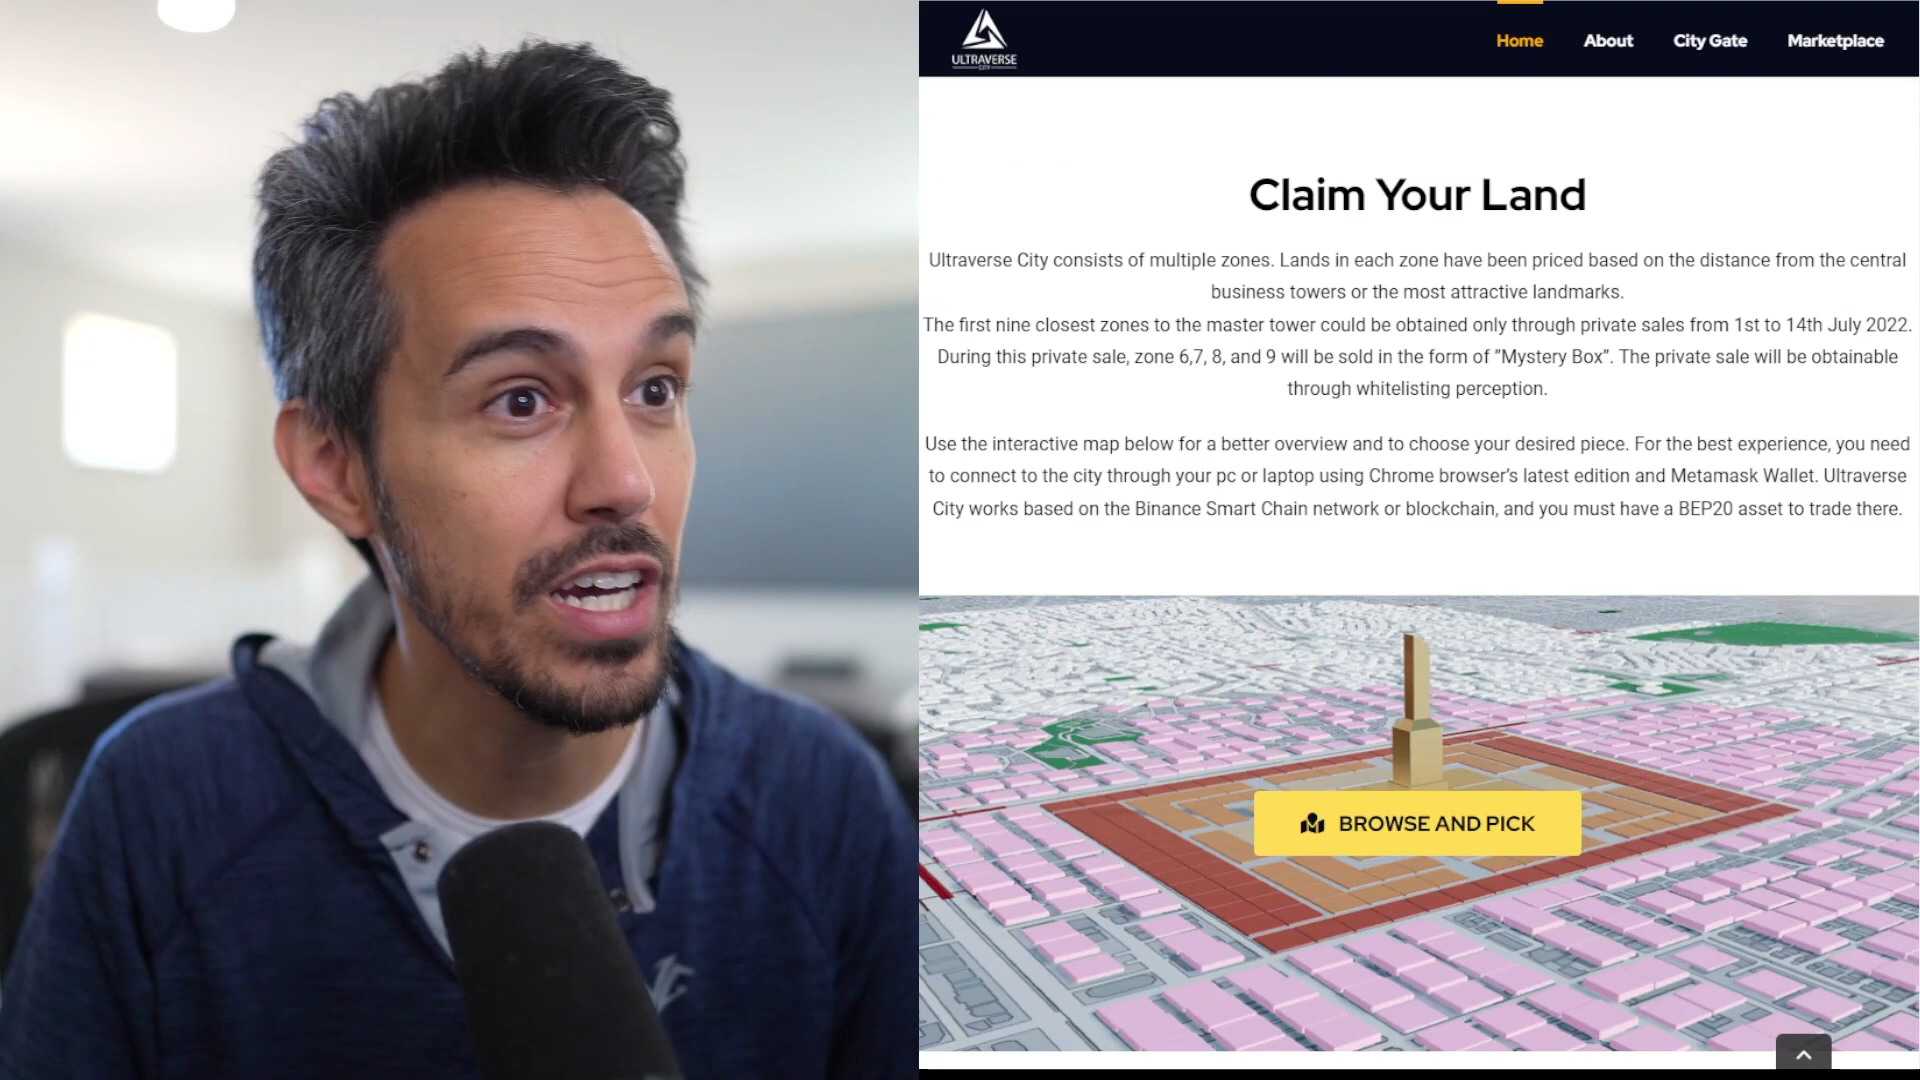 ULTRAVERSE
CITY
Home About City Gate Marketplace
Claim Your Land
Ultraverse City consists of multiple zones. Lands in each zone have been priced based on the distance from the central
business towers or the most attractive landmarks.
The first nine closest zones to the master tower could be obtained only through private sales from 1st to 14th July 2022.
During this private sale, zone 6,7, 8, and 9 will be sold in the form of "Mystery Box". The private sale will be obtainable
through whitelisting perception.
Use the interactive map below for a better overview and to choose your desired piece. For the best experience, you need
to connect to the city through your pc or laptop using Chrome browser’s latest edition and Metamask Wallet. Ultraverse
City works based on the Binance Smart Chain network or blockchain, and you must have a BEP20 asset to trade there.
BROWSE AND PICK